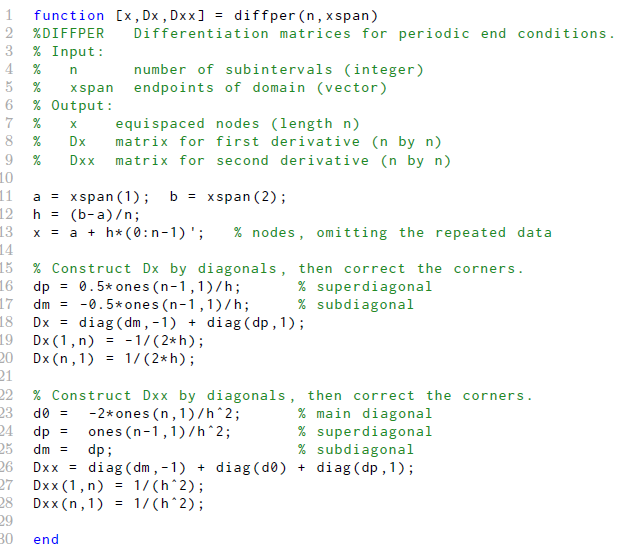 1 function [x,Dx,Dxx] = diffper(n,xspan)
2 %DIFFPER   Differentiation matrices for periodic end conditions.
3 % Input:
4 %   n      number of subintervals (integer)
5 %   xspan  endpoints of domain (vector)
6 % Output:
7 %   x    equispaced nodes (length n)
8 %   Dx   matrix for first derivative (n by n)
9 %   Dxx  matrix for second derivative (n by n)
10
11 a = xspan(1);  b = xspan(2);
12 h = (b-a)/n;
13 x = a + h*(0:n-1)';   % nodes, omitting the repeated data
14
15 % Construct Dx by diagonals, then correct the corners.
16 dp = 0.5*ones(n-1,1)/h;      % superdiagonal
17 dm = -0.5*ones(n-1,1)/h;     % subdiagonal
18 Dx = diag(dm,-1) + diag(dp,1);
19 Dx(1,n) = -1/(2*h);
20 Dx(n,1) = 1/(2*h);
21
22 % Construct Dxx by diagonals, then correct the corners.
23 d0 =  -2*ones(n,1)/h^2;      % main diagonal
24 dp =  ones(n-1,1)/h^2;       % superdiagonal
25 dm =  dp;                    % subdiagonal
26 Dxx = diag(dm,-1) + diag(d0) + diag(dp,1);
27 Dxx(1,n) = 1/(h^2);
28 Dxx(n,1) = 1/(h^2);
29
30 end